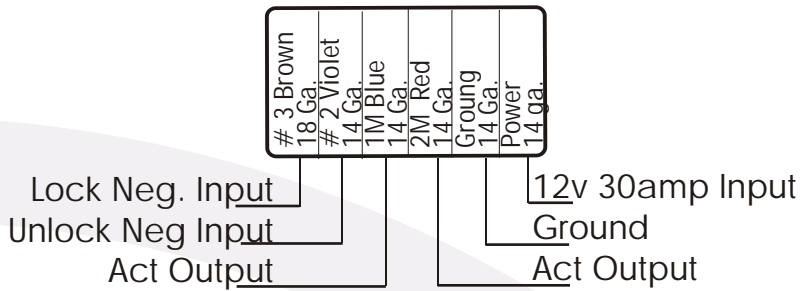 # 3 Brown
18 Ga.
# 2 Violet
14 Ga.
1M Blue
14 Ga.
2M Red
14 Ga.
Groung
14 Ga.
Power
14 ga.
Lock Neg. Input
Unlock Neg Input
Act Output
12v 30amp Input
Ground
Act Output